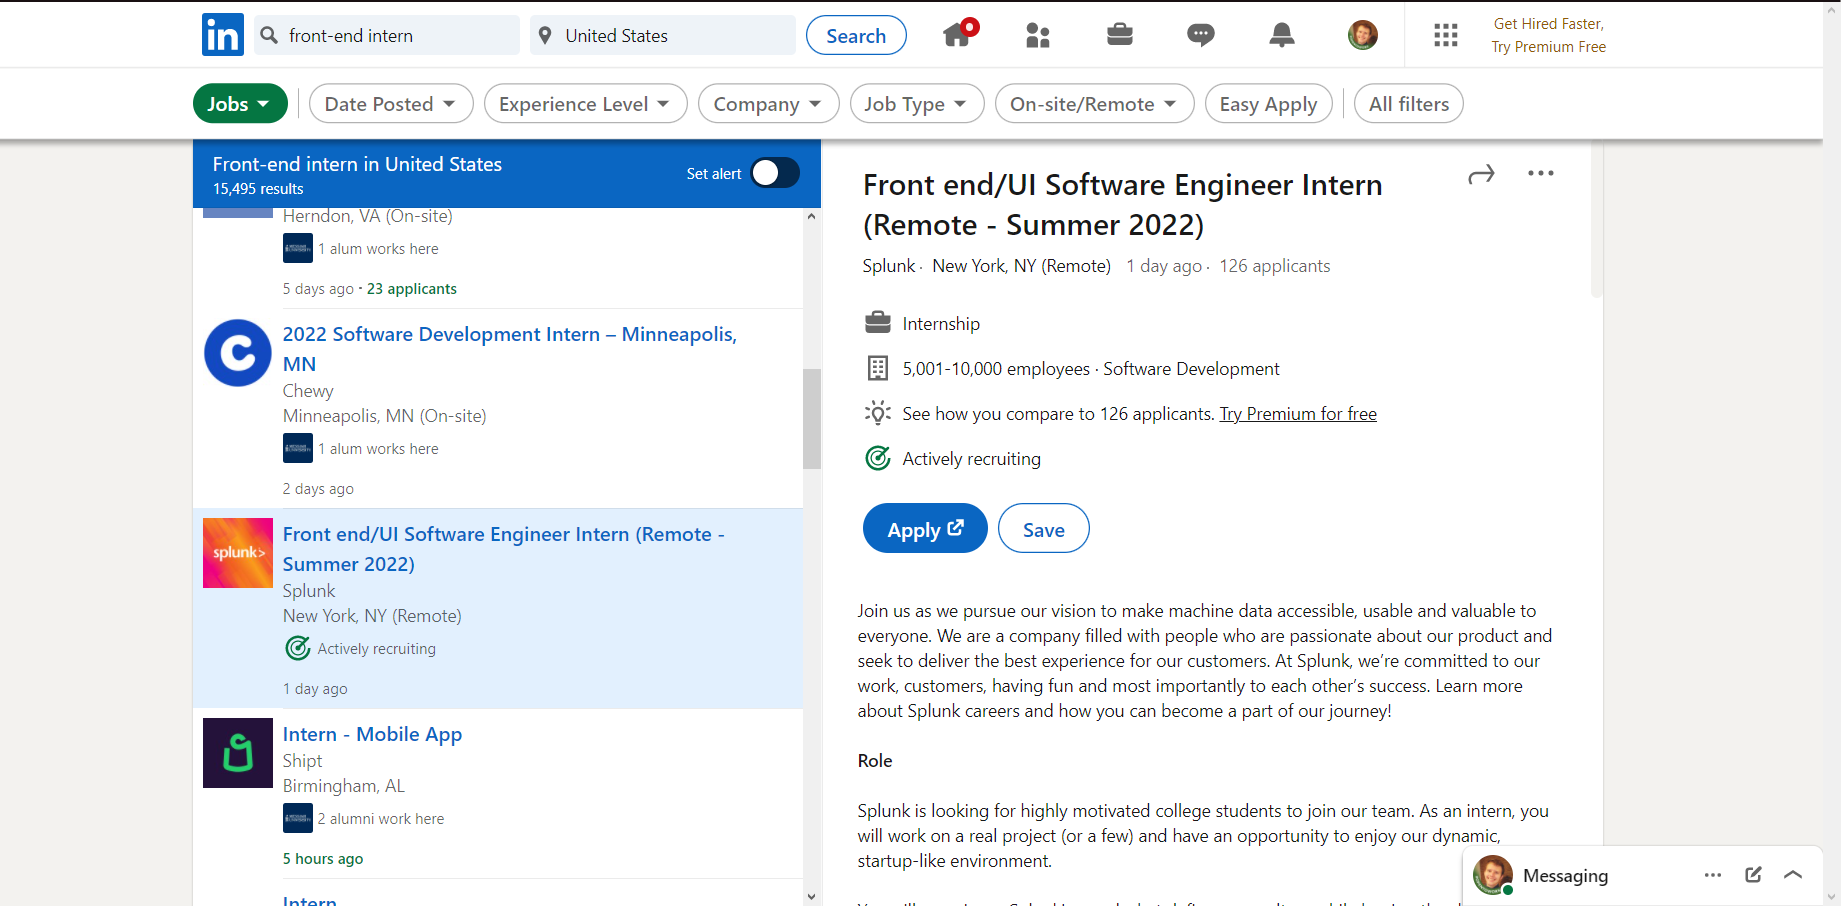 in
front-end intern
United States
Search
Get Hired Faster,
Try Premium Free
Jobs
Date Posted
Experience Level
Company
Job Type
On-site/Remote
Easy Apply
All filters
Front-end intern in United States
15,495 results
Set alert
Herndon, VA (On-site)
1 alum works here
5 days ago · 23 applicants
C
2022 Software Development Intern – Minneapolis,
MN
Chewy
Minneapolis, MN (On-site)
1 alum works here
2 days ago
splunk>
Front end/UI Software Engineer Intern (Remote -
Summer 2022)
Splunk
New York, NY (Remote)
Actively recruiting
1 day ago
Intern - Mobile App
Shipt
Birmingham, AL
2 alumni work here
5 hours ago
Intern
Front end/UI Software Engineer Intern
(Remote - Summer 2022)
Splunk · New York, NY (Remote) 1 day ago · 126 applicants
Internship
5,001-10,000 employees · Software Development
See how you compare to 126 applicants. Try Premium for free
Actively recruiting
Apply
Save
Join us as we pursue our vision to make machine data accessible, usable and valuable to
everyone. We are a company filled with people who are passionate about our product and
seek to deliver the best experience for our customers. At Splunk, we’re committed to our
work, customers, having fun and most importantly to each other’s success. Learn more
about Splunk careers and how you can become a part of our journey!
Role
Splunk is looking for highly motivated college students to join our team. As an intern, you
will work on a real project (or a few) and have an opportunity to enjoy our dynamic,
startup-like environment.
Messaging